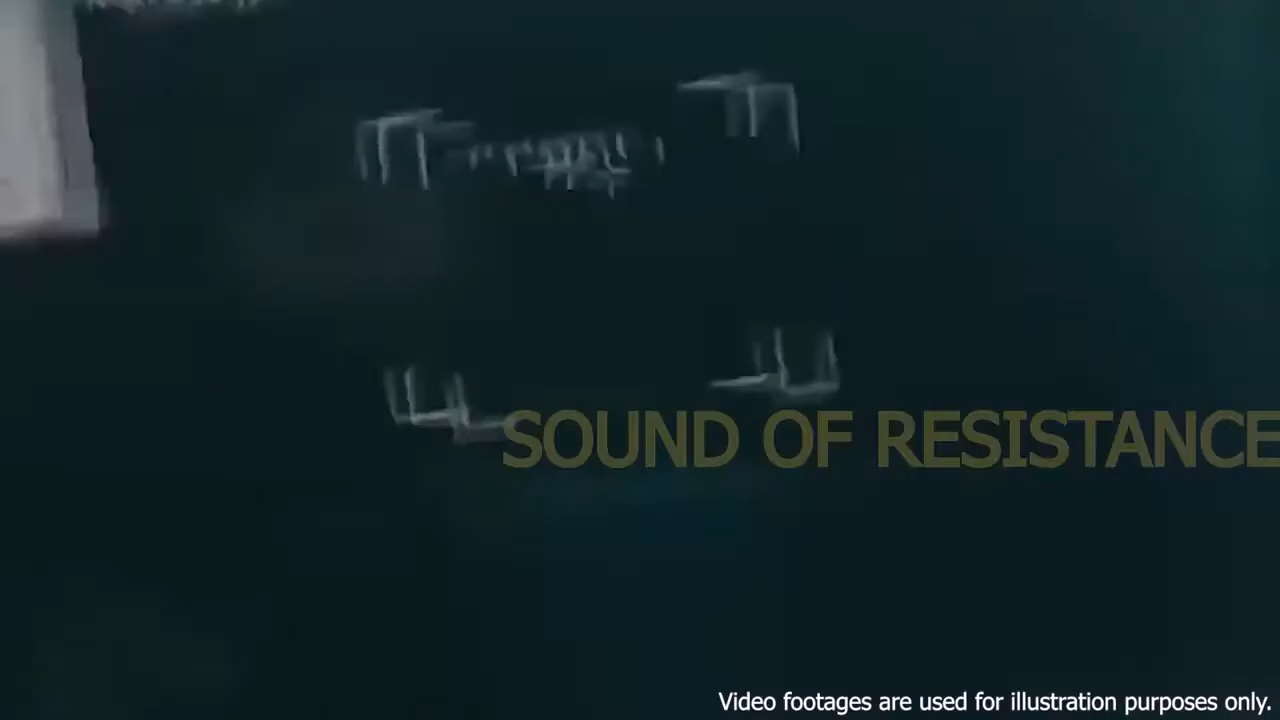 SOUND OF RESISTANCE
Video footages are used for illustration purposes only.